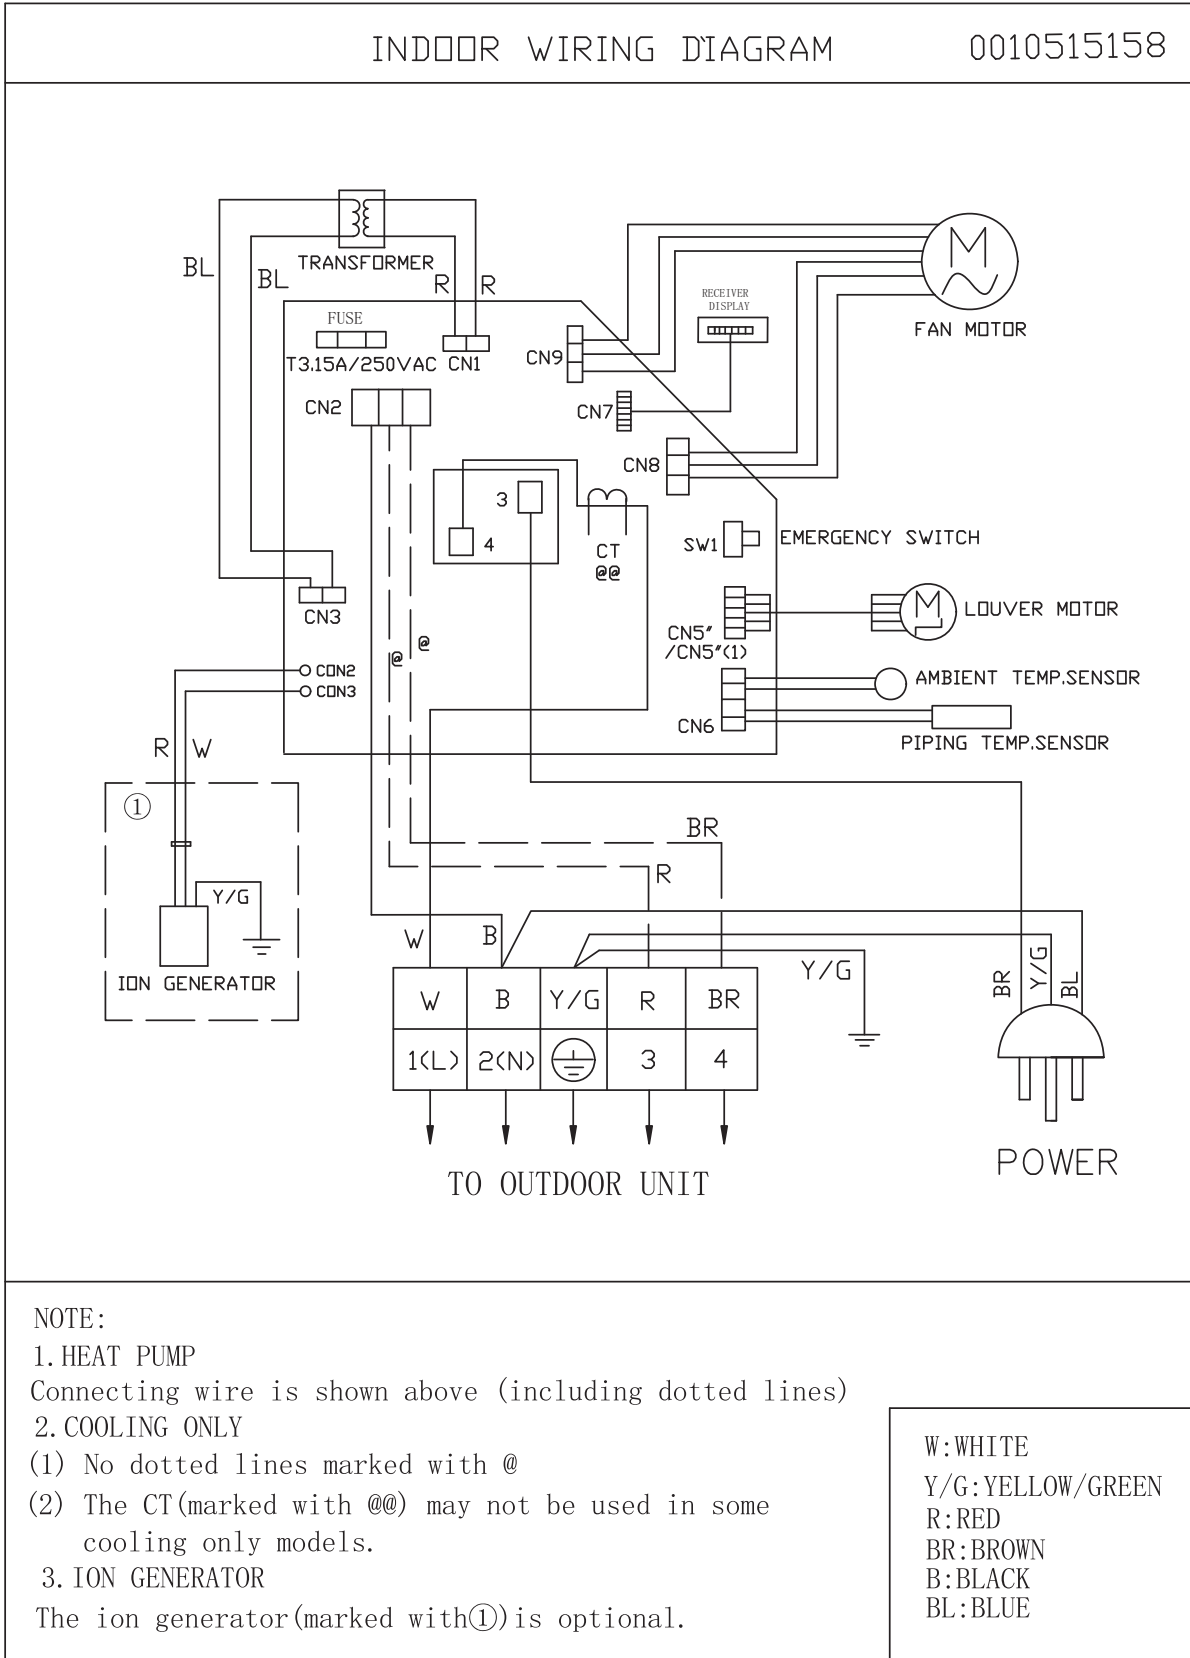 INDOOR WIRING DIAGRAM 0010515158
TRANSFORMER
BL
BL
R R
FUSE
T3.15A/250VAC CN1
CN2
CN9
RECEIVER
DISPLAY
CN7
CN8
M
FAN MOTOR
3
4
CT
@@
SW1 EMERGENCY SWITCH
CN3
CN5″
/CN5″(1)
M
LOUVER MOTOR
@
@
CON2
CON3
CN6
AMBIENT TEMP.SENSOR
PIPING TEMP.SENSOR
R W
①
Y/G
ION GENERATOR
BR
R
W B
Y/G
BR Y/G BL
W B Y/G R BR
1(L) 2(N) 3 4
TO OUTDOOR UNIT
POWER
NOTE:
1.HEAT PUMP
Connecting wire is shown above (including dotted lines)
2.COOLING ONLY
(1) No dotted lines marked with @
(2) The CT(marked with @@) may not be used in some
cooling only models.
3.ION GENERATOR
The ion generator(marked with①)is optional.
W:WHITE
Y/G:YELLOW/GREEN
R:RED
BR:BROWN
B:BLACK
BL:BLUE